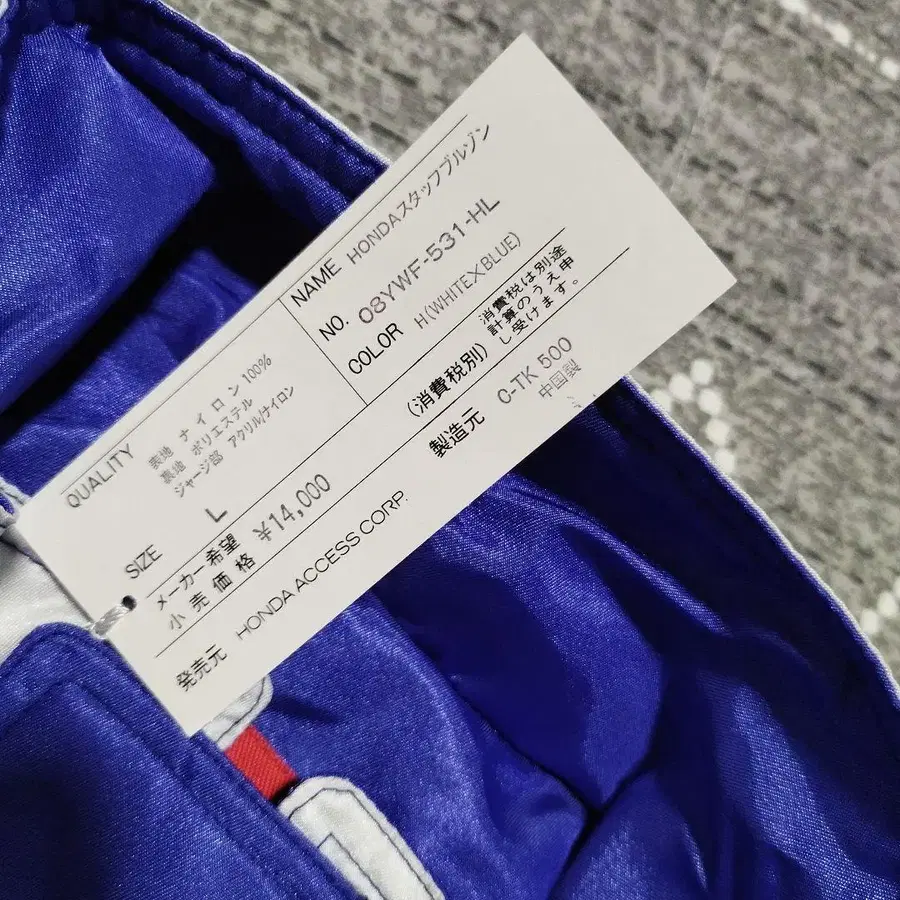 NAME HONDAスタッフブルゾン
NO. 08YWF-531-HL
COLOR H(WHITE×BLUE)
QUALITY 表地 ナイロン100%
裏地 ポリエステル
ジャージ部 アクリル/ナイロン
SIZE L
メーカー希望
小売価格 ¥14,000
(消費税別)
消費税は別途
計算のうえ申
し受けます。
発売元 HONDA ACCESS CORP.
製造元 O-TK 500
中国製